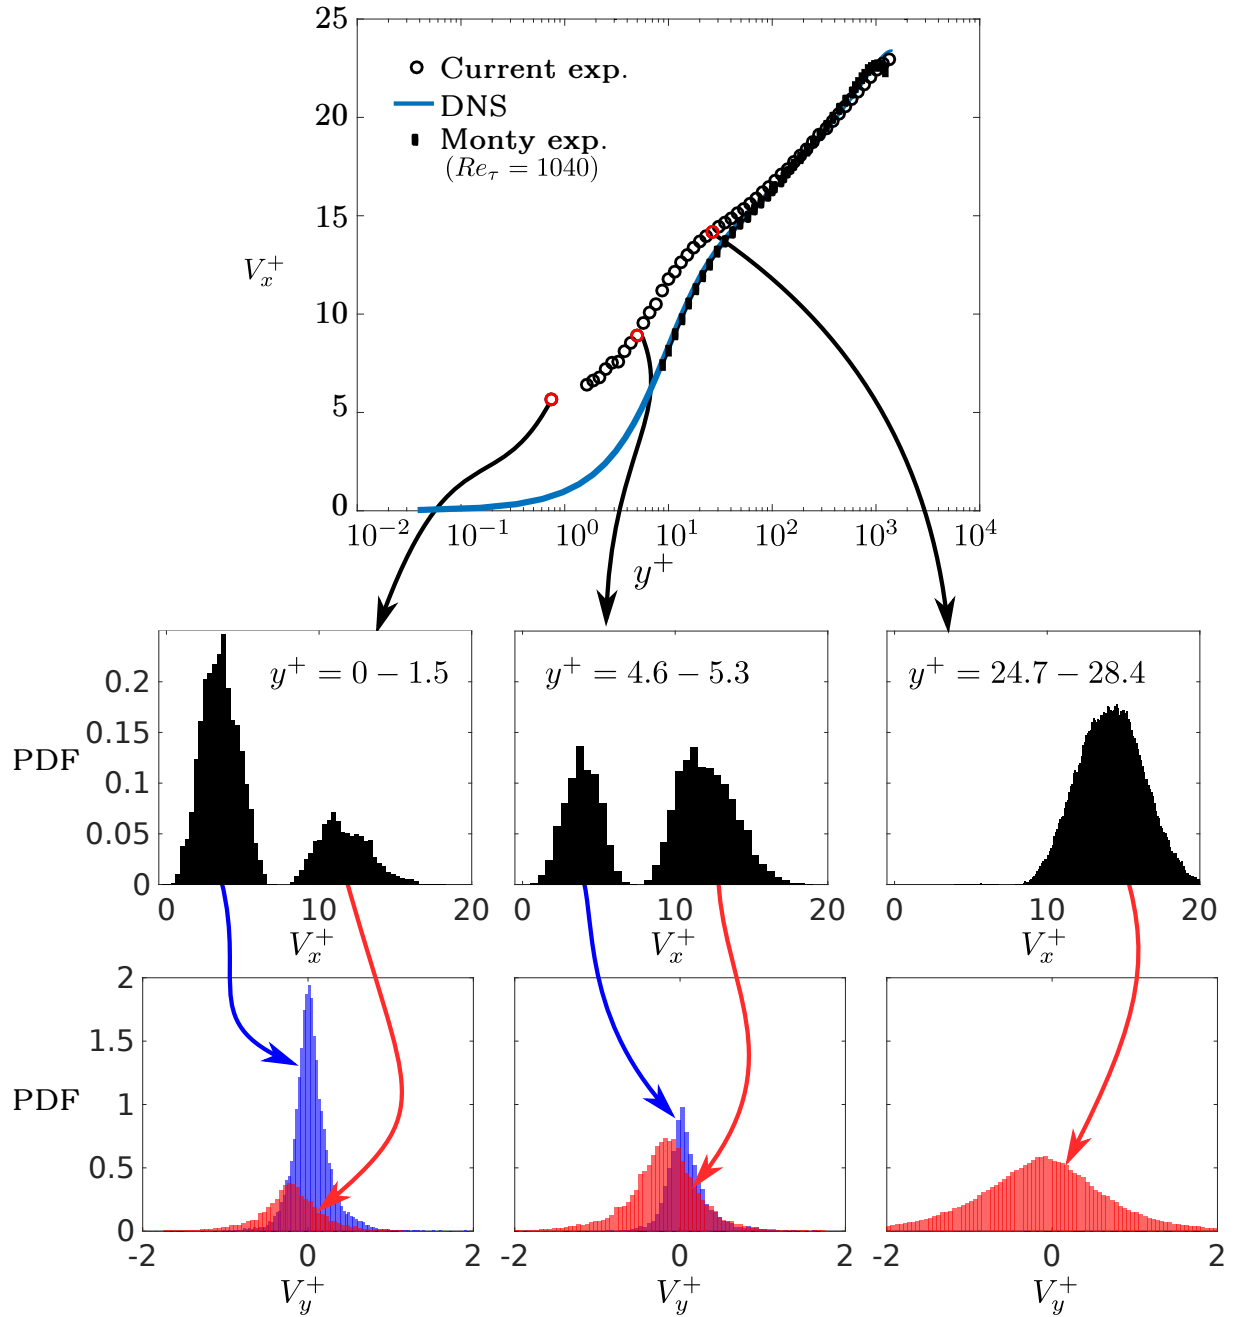 25
20
15
10
5
0
V_x^+
Current exp.
DNS
Monty exp.
(Re_τ = 1040)
10^-2 10^-1 10^0 10^1 10^2 10^3 10^4
y^+
y^+ = 0 − 1.5
y^+ = 4.6 − 5.3
y^+ = 24.7 − 28.4
0.2
0.15
PDF
0.1
0.05
0
0 10 20 0 10 20 0 10 20
V_x^+ V_x^+ V_x^+
2
1.5
PDF
1
0.5
0
-2 0 2 -2 0 2 -2 0 2
V_y^+ V_y^+ V_y^+